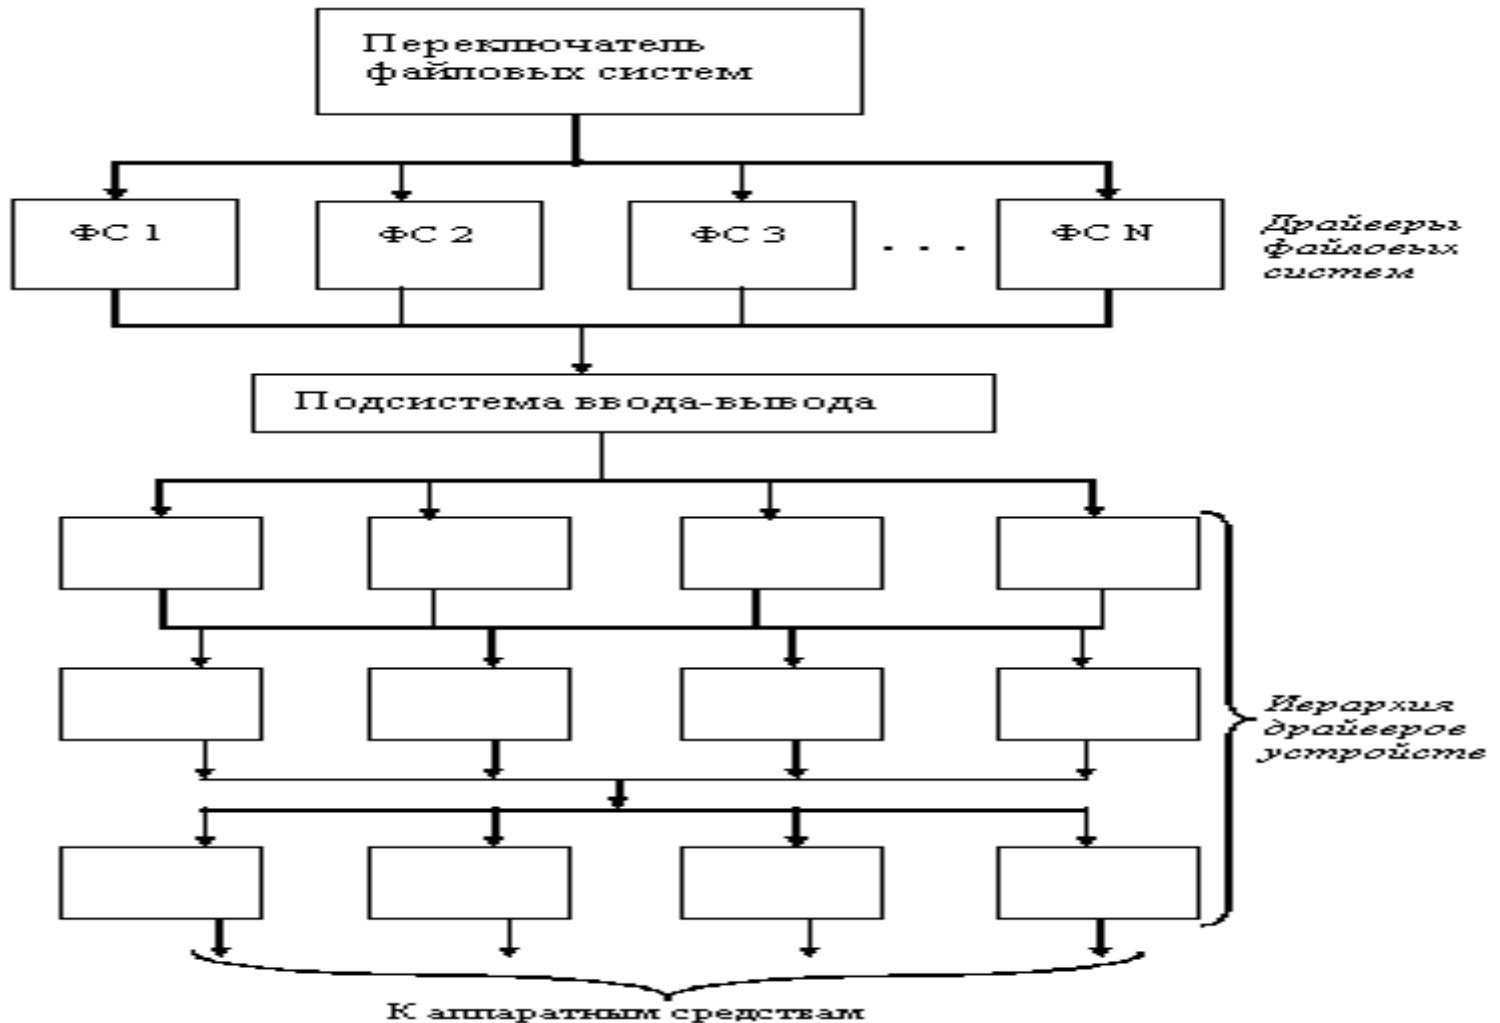 Переключатель
файловых систем
ФС 1
ФС 2
ФС 3
. . .
ФС N
Драйверы
файловых
систем
Подсистема ввода-вывода
Иерархия
драйверов
устройств
К аппаратным средствам